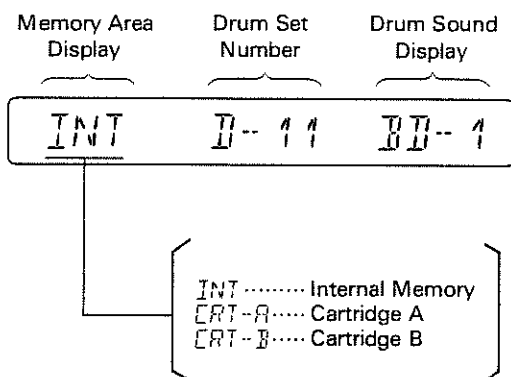 Memory Area Display
Drum Set Number
Drum Sound Display
INT D-- 11 BD-- 1
INT ········· Internal Memory
CRT-A ····· Cartridge A
CRT-B ····· Cartridge B